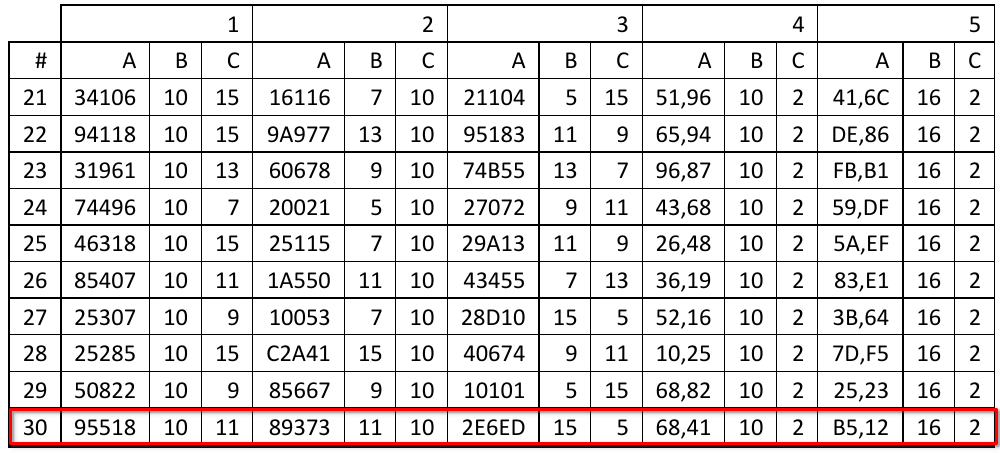 1 2 3 4 5
# A B C A B C A B C A B C A B C
21 34106 10 15 16116 7 10 21104 5 15 51,96 10 2 41,6C 16 2
22 94118 10 15 9A977 13 10 95183 11 9 65,94 10 2 DE,86 16 2
23 31961 10 13 60678 9 10 74B55 13 7 96,87 10 2 FB,B1 16 2
24 74496 10 7 20021 5 10 27072 9 11 43,68 10 2 59,DF 16 2
25 46318 10 15 25115 7 10 29A13 11 9 26,48 10 2 5A,EF 16 2
26 85407 10 11 1A550 11 10 43455 7 13 36,19 10 2 83,E1 16 2
27 25307 10 9 10053 7 10 28D10 15 5 52,16 10 2 3B,64 16 2
28 25285 10 15 C2A41 15 10 40674 9 11 10,25 10 2 7D,F5 16 2
29 50822 10 9 85667 9 10 10101 5 15 68,82 10 2 25,23 16 2
30 95518 10 11 89373 11 10 2E6ED 15 5 68,41 10 2 B5,12 16 2